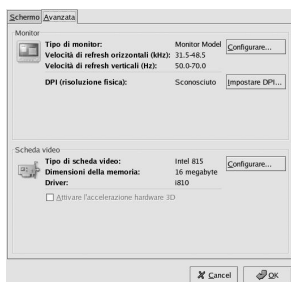 Schermo Avanzata
Monitor
Tipo di monitor: Monitor Model Configurare...
Velocità di refresh orizzontali (kHz): 31.5-48.5
Velocità di refresh verticali (Hz): 50.0-70.0
DPI (risoluzione fisica): Sconosciuto Impostare DPI...
Scheda video
Tipo di scheda video: Intel 815 Configurare...
Dimensioni della memoria: 16 megabyte
Driver: i810
Attivare l'accelerazione hardware 3D
Cancel OK